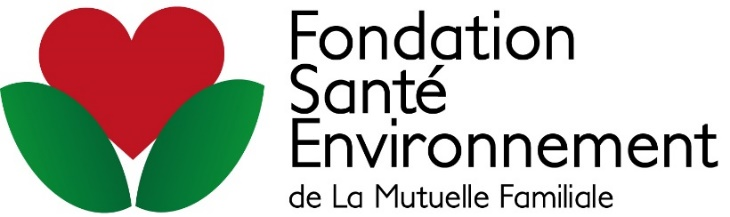 Fondation
Santé
Environnement
de La Mutuelle Familiale